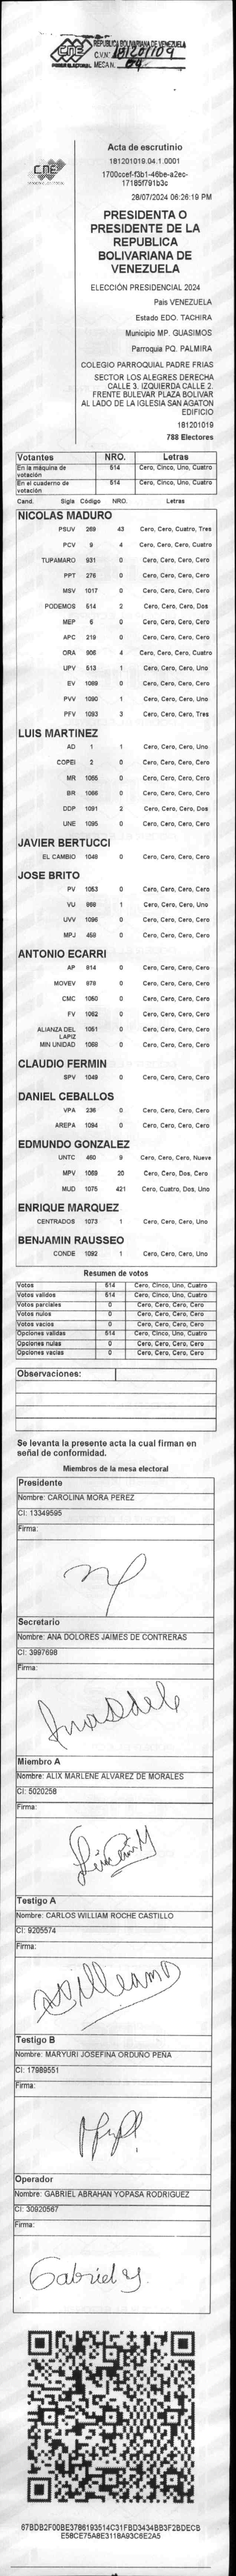 REPUBLICA BOLIVARIANA DE VENEZUELA
cne
PODER ELECTORAL
C.V.N° 181201109
MECA N. 04
cne
Acta de escrutinio
181201019.04.1.0001
1700ccef-f3b1-46be-a2ec-
17185f791b3c
28/07/2024 06:26:19 PM
PRESIDENTA O
PRESIDENTE DE LA
REPUBLICA
BOLIVARIANA DE
VENEZUELA
ELECCIÓN PRESIDENCIAL 2024
Pais VENEZUELA
Estado EDO. TACHIRA
Municipio MP. GUASIMOS
Parroquia PQ. PALMIRA
COLEGIO PARROQUIAL PADRE FRIAS
SECTOR LOS ALEGRES DERECHA
CALLE 3. IZQUIERDA CALLE 2.
FRENTE BULEVAR PLAZA BOLIVAR
AL LADO DE LA IGLESIA SAN AGATON
EDIFICIO
181201019
788 Electores
Votantes NRO. Letras
En la máquina de votación 514 Cero, Cinco, Uno, Cuatro
En el cuaderno de votación 514 Cero, Cinco, Uno, Cuatro
Cand. Sigla Código NRO. Letras
NICOLAS MADURO
PSUV 269 43 Cero, Cero, Cuatro, Tres
PCV 9 4 Cero, Cero, Cero, Cuatro
TUPAMARO 931 0 Cero, Cero, Cero, Cero
PPT 276 0 Cero, Cero, Cero, Cero
MSV 1017 0 Cero, Cero, Cero, Cero
PODEMOS 514 2 Cero, Cero, Cero, Dos
MEP 6 0 Cero, Cero, Cero, Cero
APC 219 0 Cero, Cero, Cero, Cero
ORA 906 4 Cero, Cero, Cero, Cuatro
UPV 513 1 Cero, Cero, Cero, Uno
EV 1089 0 Cero, Cero, Cero, Cero
PVV 1090 1 Cero, Cero, Cero, Uno
PFV 1093 3 Cero, Cero, Cero, Tres
LUIS MARTINEZ
AD 1 1 Cero, Cero, Cero, Uno
COPEI 2 0 Cero, Cero, Cero, Cero
MR 1065 0 Cero, Cero, Cero, Cero
BR 1066 0 Cero, Cero, Cero, Cero
DDP 1091 2 Cero, Cero, Cero, Dos
UNE 1095 0 Cero, Cero, Cero, Cero
JAVIER BERTUCCI
EL CAMBIO 1048 0 Cero, Cero, Cero, Cero
JOSE BRITO
PV 1053 0 Cero, Cero, Cero, Cero
VU 969 1 Cero, Cero, Cero, Uno
UVV 1096 0 Cero, Cero, Cero, Cero
MPJ 459 0 Cero, Cero, Cero, Cero
ANTONIO ECARRI
AP 814 0 Cero, Cero, Cero, Cero
MOVEV 978 0 Cero, Cero, Cero, Cero
CMC 1050 0 Cero, Cero, Cero, Cero
FV 1052 0 Cero, Cero, Cero, Cero
ALIANZA DEL LAPIZ 1051 0 Cero, Cero, Cero, Cero
MIN UNIDAD 1068 0 Cero, Cero, Cero, Cero
CLAUDIO FERMIN
SPV 1049 0 Cero, Cero, Cero, Cero
DANIEL CEBALLOS
VPA 236 0 Cero, Cero, Cero, Cero
AREPA 1094 0 Cero, Cero, Cero, Cero
EDMUNDO GONZALEZ
UNTC 460 9 Cero, Cero, Cero, Nueve
MPV 1069 20 Cero, Cero, Dos, Cero
MUD 1075 421 Cero, Cuatro, Dos, Uno
ENRIQUE MARQUEZ
CENTRADOS 1073 1 Cero, Cero, Cero, Uno
BENJAMIN RAUSSEO
CONDE 1092 1 Cero, Cero, Cero, Uno
Resumen de votos
Votos 514 Cero, Cinco, Uno, Cuatro
Votos validos 514 Cero, Cinco, Uno, Cuatro
Votos parciales 0 Cero, Cero, Cero, Cero
Votos nulos 0 Cero, Cero, Cero, Cero
Votos vacios 0 Cero, Cero, Cero, Cero
Opciones validas 514 Cero, Cinco, Uno, Cuatro
Opciones nulas 0 Cero, Cero, Cero, Cero
Opciones vacias 0 Cero, Cero, Cero, Cero
Observaciones:
Se levanta la presente acta la cual firman en
señal de conformidad.
Miembros de la mesa electoral
Presidente
Nombre: CAROLINA MORA PEREZ
CI: 13349595
Firma:
Secretario
Nombre: ANA DOLORES JAIMES DE CONTRERAS
CI: 3997698
Firma:
Miembro A
Nombre: ALIX MARLENE ALVAREZ DE MORALES
CI: 5020258
Firma:
Testigo A
Nombre: CARLOS WILLIAM ROCHE CASTILLO
CI: 9205574
Firma:
Testigo B
Nombre: MARYURI JOSEFINA ORDUÑO PEÑA
CI: 17989551
Firma:
Operador
Nombre: GABRIEL ABRAHAN YOPASA RODRIGUEZ
CI: 30920567
Firma:
Gabriel y.
67BDB2F00BE3786193514C31FBD3434BB3F2BDECB
E58CE75A8E3118A93C6E2A5